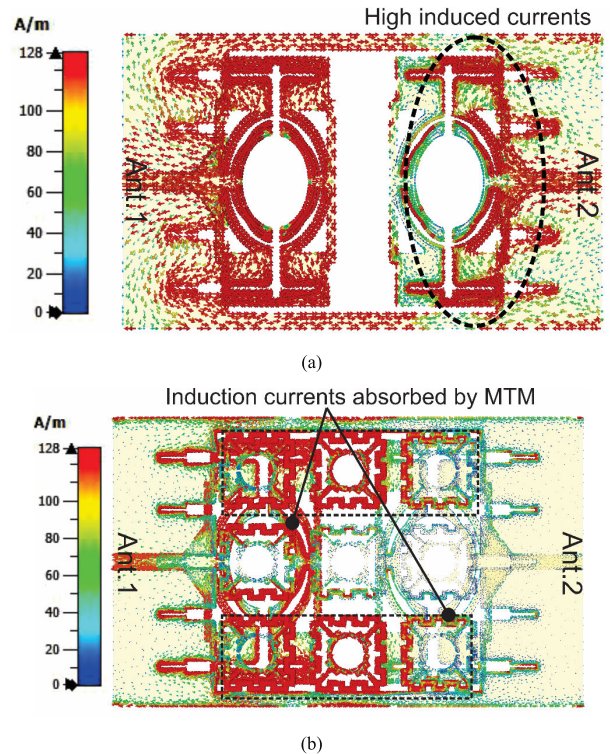 A/m
High induced currents
128
100
80
60
40
20
0
Ant.1
Ant.2
(a)
Induction currents absorbed by MTM
A/m
128
100
80
60
40
20
0
Ant.1
Ant.2
(b)